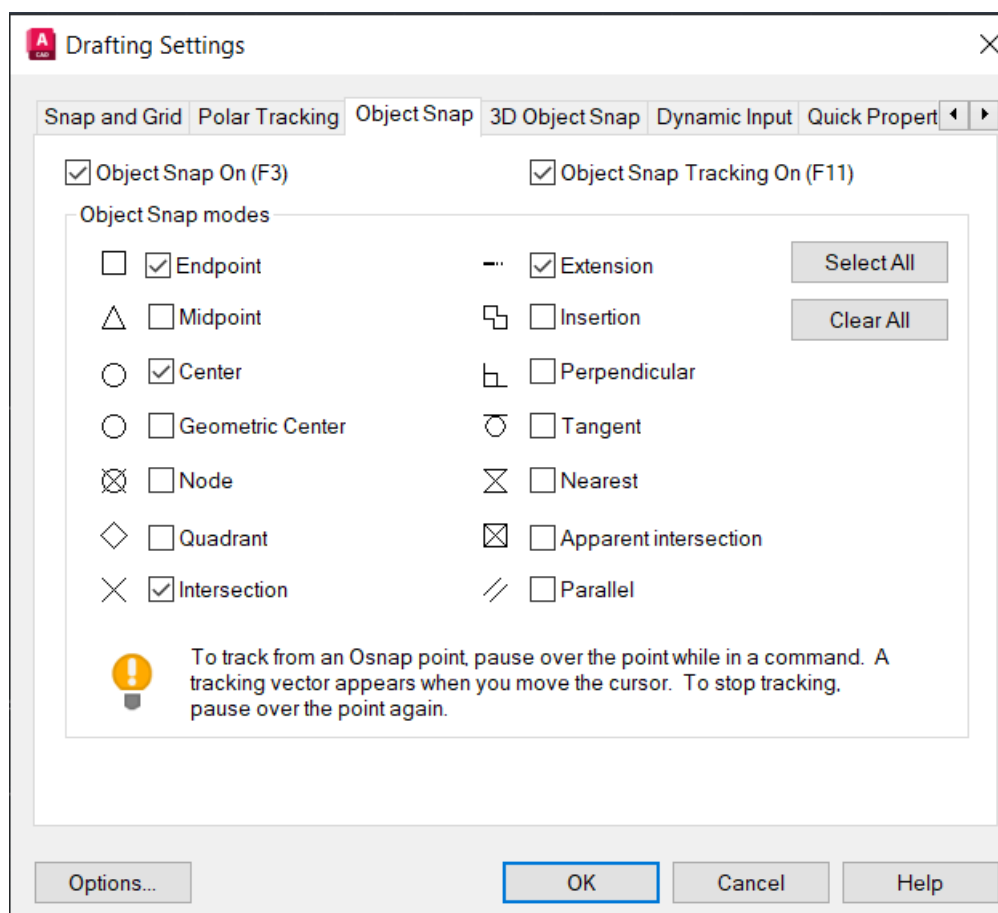 A
CAD
Drafting Settings
Snap and Grid
Polar Tracking
Object Snap
3D Object Snap
Dynamic Input
Quick Propert
Object Snap On (F3)
Object Snap Tracking On (F11)
Object Snap modes
Endpoint
Extension
Select All
Midpoint
Insertion
Clear All
Center
Perpendicular
Geometric Center
Tangent
Node
Nearest
Quadrant
Apparent intersection
Intersection
Parallel
To track from an Osnap point, pause over the point while in a command. A
tracking vector appears when you move the cursor. To stop tracking,
pause over the point again.
Options...
OK
Cancel
Help